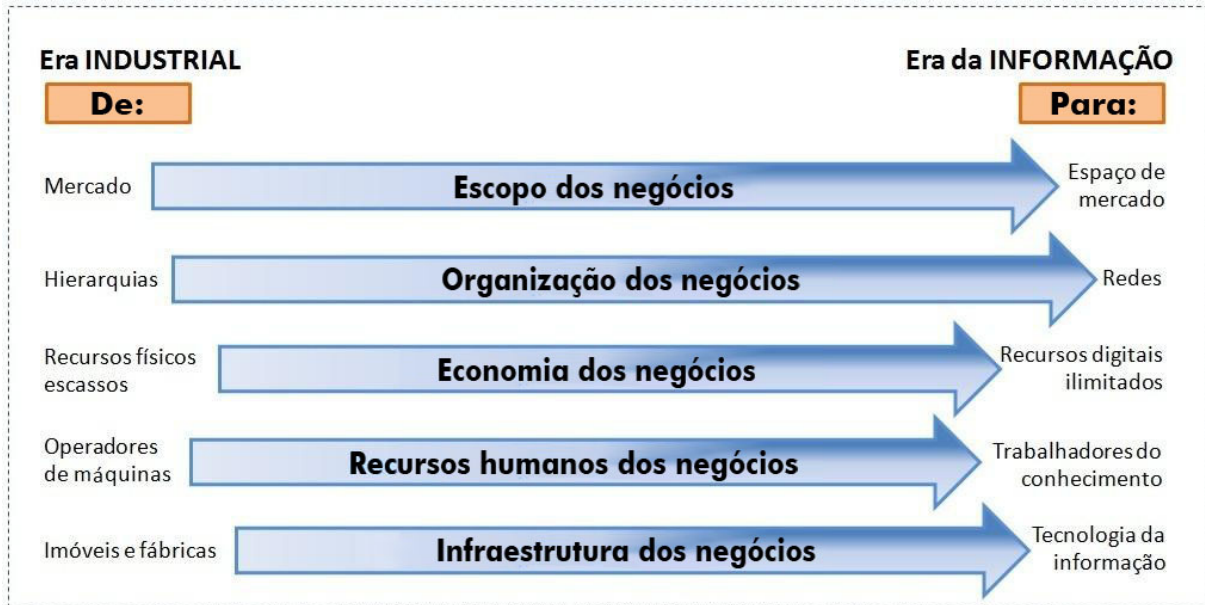 Era INDUSTRIAL
Era da INFORMAÇÃO
De:
Para:
Mercado
Escopo dos negócios
Espaço de
mercado
Hierarquias
Organização dos negócios
Redes
Recursos físicos
escassos
Economia dos negócios
Recursos digitais
ilimitados
Operadores
de máquinas
Recursos humanos dos negócios
Trabalhadores do
conhecimento
Imóveis e fábricas
Infraestrutura dos negócios
Tecnologia da
informação